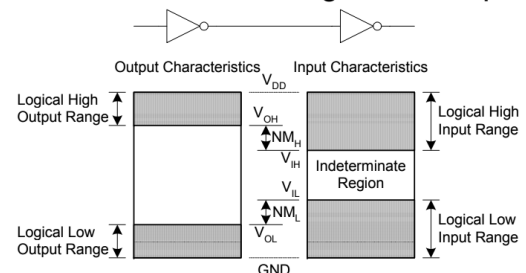 Output Characteristics
Input Characteristics
V_DD
Logical High
Output Range
V_OH
NM_H
V_IH
Logical High
Input Range
Indeterminate
Region
V_IL
NM_L
V_OL
Logical Low
Output Range
Logical Low
Input Range
GND